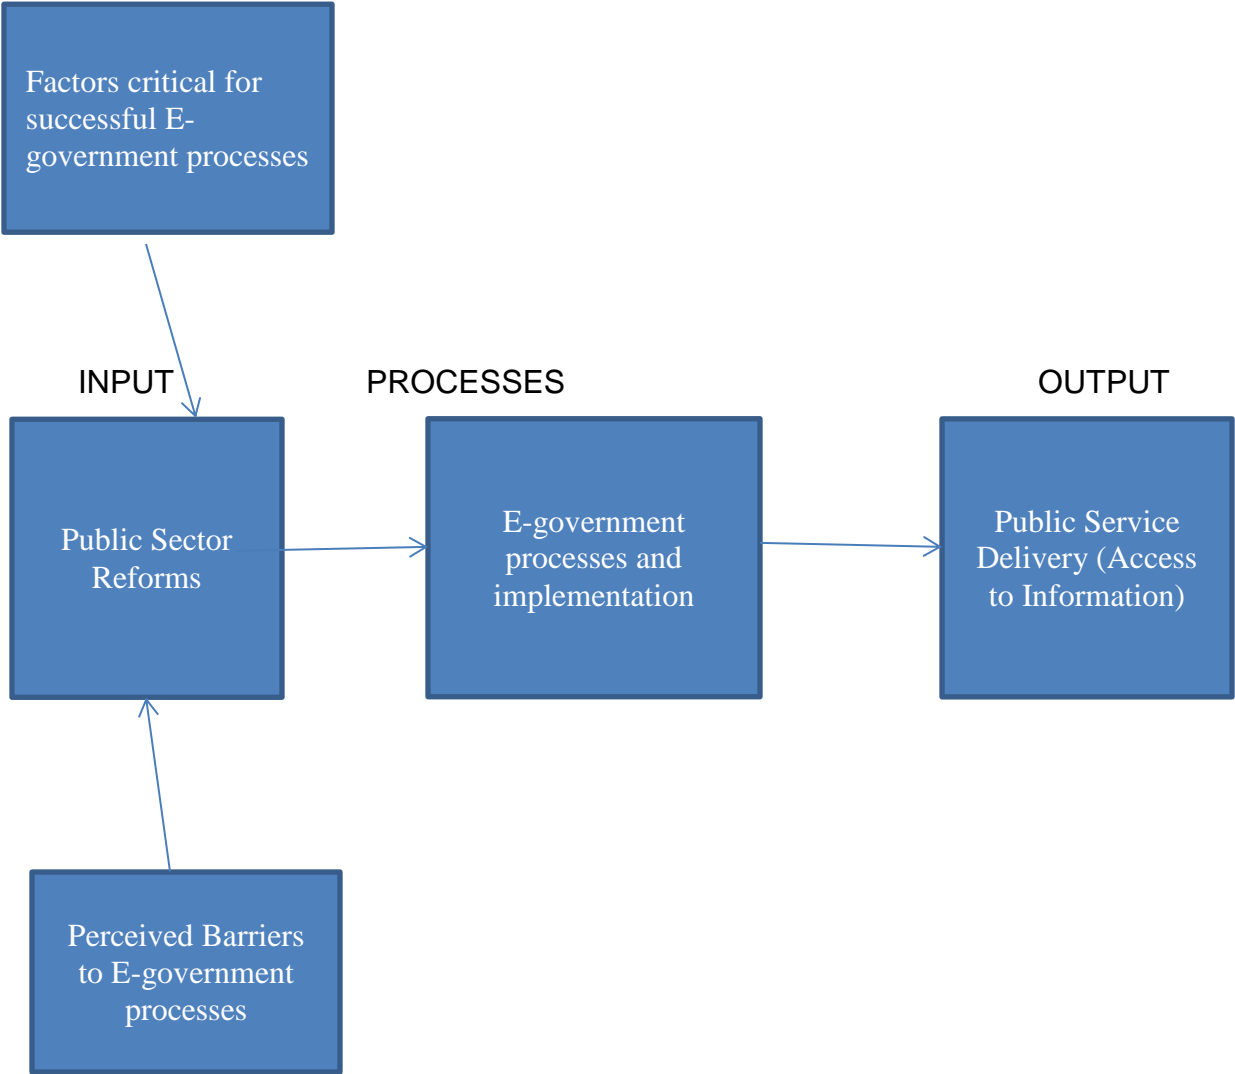 Factors critical for
successful E-
government processes
INPUT
PROCESSES
OUTPUT
Public Sector
Reforms
E-government
processes and
implementation
Public Service
Delivery (Access
to Information)
Perceived Barriers
to E-government
processes